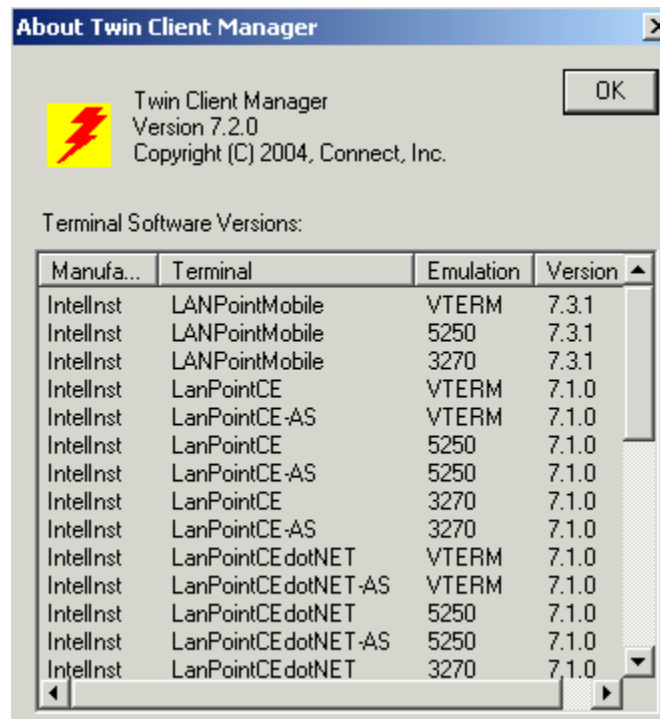 About Twin Client Manager
OK
Twin Client Manager
Version 7.2.0
Copyright (C) 2004, Connect, Inc.
Terminal Software Versions:
Manufa... Terminal Emulation Version
IntelInst LANPointMobile VTERM 7.3.1
IntelInst LANPointMobile 5250 7.3.1
IntelInst LANPointMobile 3270 7.3.1
IntelInst LanPointCE VTERM 7.1.0
IntelInst LanPointCE-AS VTERM 7.1.0
IntelInst LanPointCE 5250 7.1.0
IntelInst LanPointCE-AS 5250 7.1.0
IntelInst LanPointCE 3270 7.1.0
IntelInst LanPointCE-AS 3270 7.1.0
IntelInst LanPointCEdotNET VTERM 7.1.0
IntelInst LanPointCEdotNET-AS VTERM 7.1.0
IntelInst LanPointCEdotNET 5250 7.1.0
IntelInst LanPointCEdotNET-AS 5250 7.1.0
IntelInst LanPointCEdotNET 3270 7.1.0